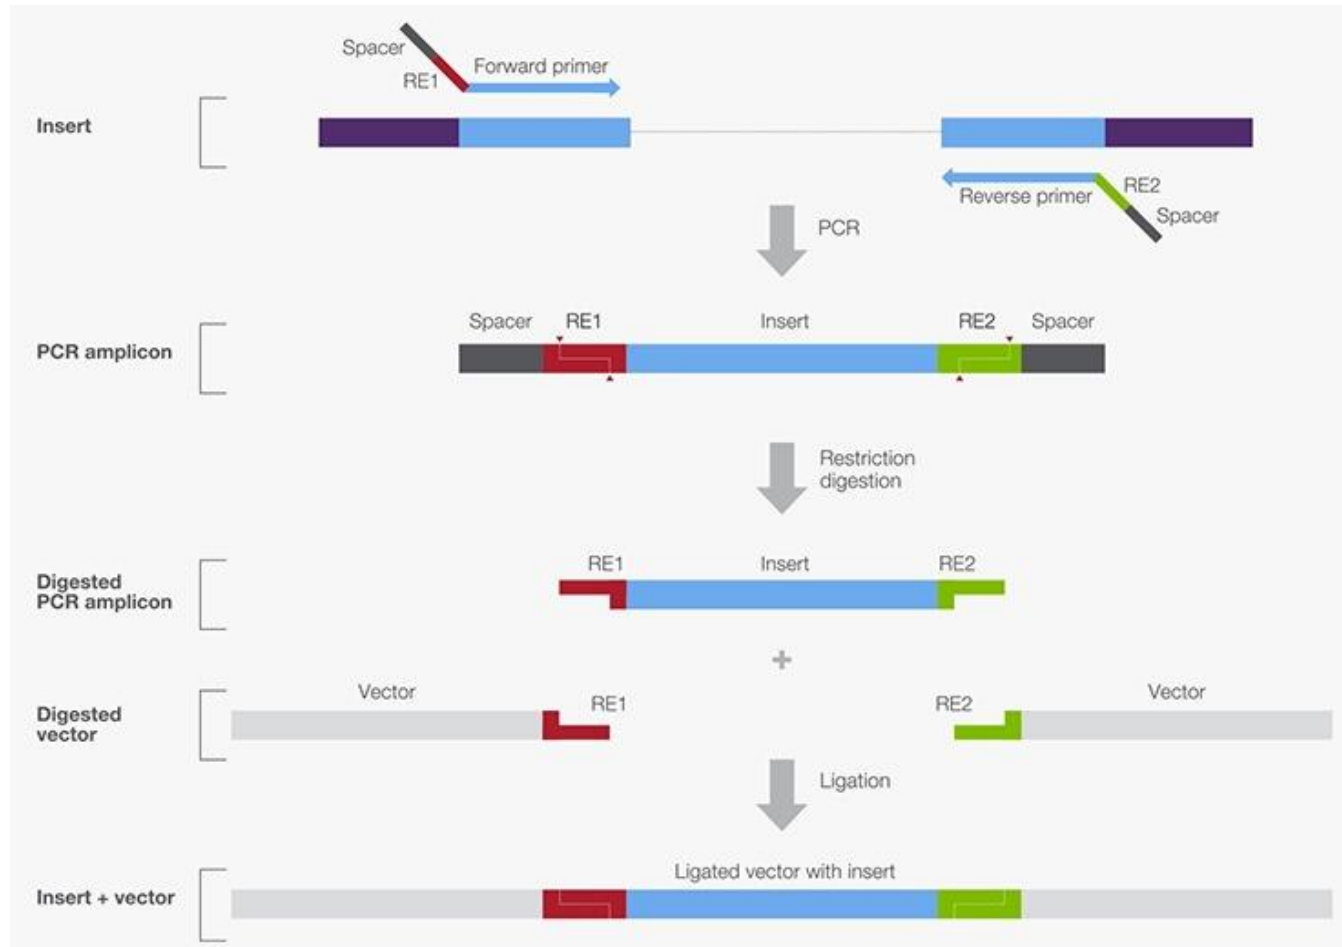 Spacer
RE1
Forward primer
Insert
Reverse primer
RE2
Spacer
PCR
Spacer
RE1
Insert
RE2
Spacer
PCR amplicon
Restriction
digestion
RE1
Insert
RE2
Digested
PCR amplicon
+
Vector
RE1
RE2
Vector
Digested
vector
Ligation
Ligated vector with insert
Insert + vector